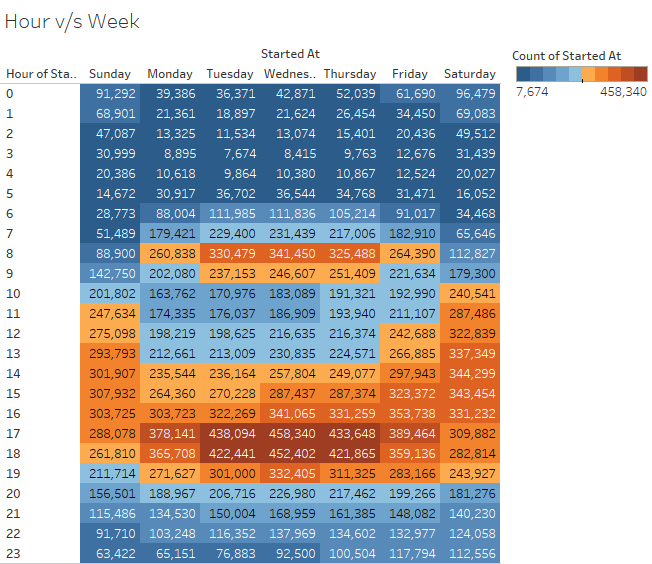 Hour v/s Week
Started At
Hour of Sta.. Sunday Monday Tuesday Wednes.. Thursday Friday Saturday
0 91,292 39,386 36,371 42,871 52,039 61,690 96,479
1 68,901 21,361 18,897 21,624 26,454 34,450 69,083
2 47,087 13,325 11,534 13,074 15,401 20,436 49,512
3 30,999 8,895 7,674 8,415 9,763 12,676 31,439
4 20,386 10,618 9,864 10,380 10,867 12,524 20,027
5 14,672 30,917 36,702 36,544 34,768 31,471 16,052
6 28,773 88,004 111,985 111,836 105,214 91,017 34,468
7 51,489 179,421 229,400 231,439 217,006 182,910 65,646
8 88,900 260,838 330,479 341,450 325,488 264,390 112,827
9 142,750 202,080 237,153 246,607 251,409 221,634 179,300
10 201,802 163,762 170,976 183,089 191,321 192,990 240,541
11 247,634 174,335 176,037 186,909 193,940 211,107 287,486
12 275,098 198,219 198,625 216,635 216,374 242,688 322,839
13 293,793 212,661 213,009 230,835 224,571 266,885 337,349
14 301,907 235,544 236,164 257,804 249,077 297,943 344,299
15 307,932 264,360 270,228 287,437 287,374 323,372 343,454
16 303,725 303,723 322,269 341,065 331,259 353,738 331,232
17 288,078 378,141 438,094 458,340 433,648 389,464 309,882
18 261,810 365,708 422,441 452,402 421,865 359,136 282,814
19 211,714 271,627 301,000 332,405 311,325 283,166 243,927
20 156,501 188,967 206,716 226,980 217,462 199,266 181,276
21 115,486 134,530 150,004 168,959 161,385 148,082 140,230
22 91,710 103,248 116,352 137,969 134,602 132,977 124,058
23 63,422 65,151 76,883 92,500 100,504 117,794 112,556
Count of Started At
7,674 458,340